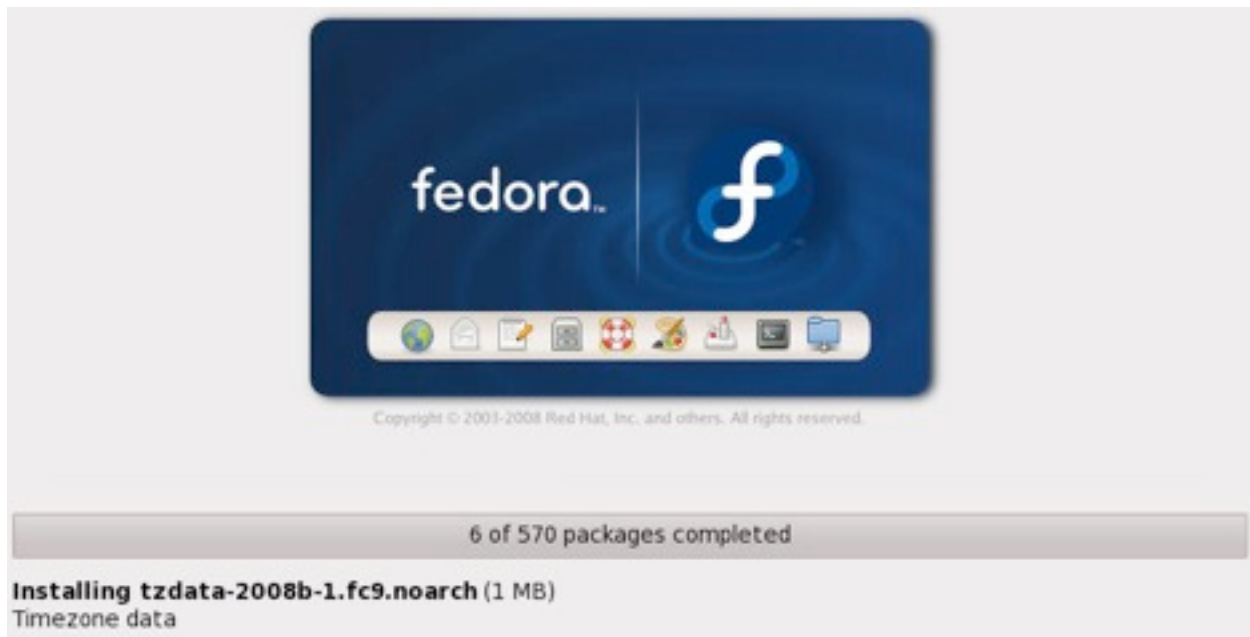 fedora™
Copyright © 2003-2008 Red Hat, Inc. and others. All rights reserved.
6 of 570 packages completed
Installing tzdata-2008b-1.fc9.noarch (1 MB)
Timezone data